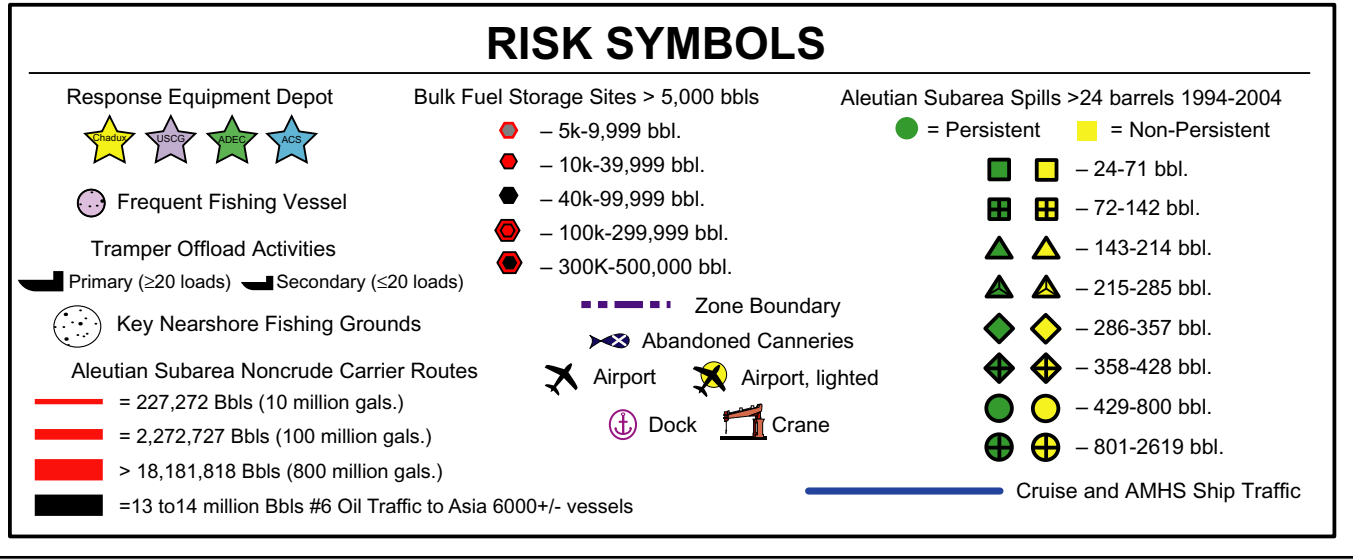 RISK SYMBOLS
Response Equipment Depot
Chadux USCG ADEC ACS
Frequent Fishing Vessel
Tramper Offload Activities
Primary (≥20 loads) Secondary (≤20 loads)
Key Nearshore Fishing Grounds
Aleutian Subarea Noncrude Carrier Routes
= 227,272 Bbls (10 million gals.)
= 2,272,727 Bbls (100 million gals.)
> 18,181,818 Bbls (800 million gals.)
=13 to14 million Bbls #6 Oil Traffic to Asia 6000+/- vessels
Bulk Fuel Storage Sites > 5,000 bbls
– 5k-9,999 bbl.
– 10k-39,999 bbl.
– 40k-99,999 bbl.
– 100k-299,999 bbl.
– 300K-500,000 bbl.
Zone Boundary
Abandoned Canneries
Airport Airport, lighted
Dock Crane
Aleutian Subarea Spills >24 barrels 1994-2004
= Persistent = Non-Persistent
– 24-71 bbl.
– 72-142 bbl.
– 143-214 bbl.
– 215-285 bbl.
– 286-357 bbl.
– 358-428 bbl.
– 429-800 bbl.
– 801-2619 bbl.
Cruise and AMHS Ship Traffic